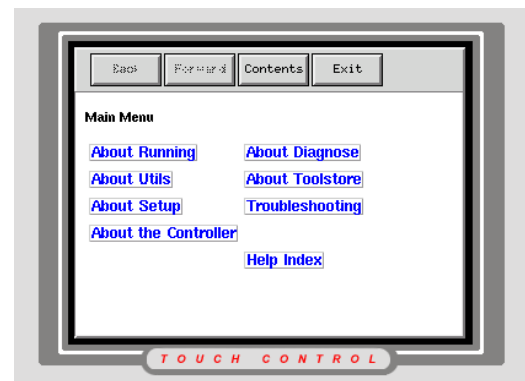 Back Forward Contents Exit
Main Menu
About Running About Diagnose
About Utils About Toolstore
About Setup Troubleshooting
About the Controller
Help Index
TOUCH CONTROL